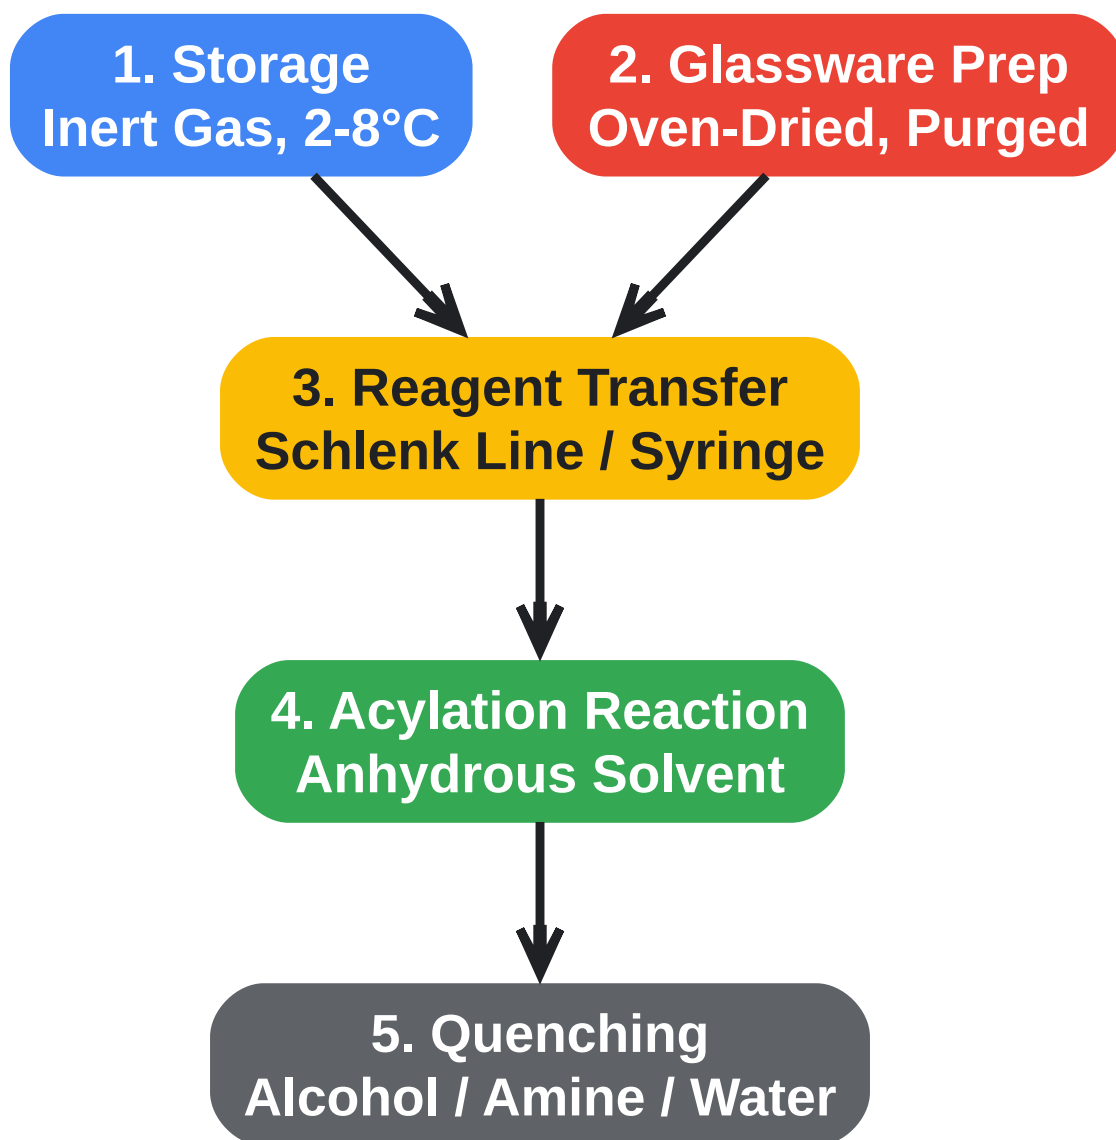 1. Storage
Inert Gas, 2-8°C
2. Glassware Prep
Oven-Dried, Purged
3. Reagent Transfer
Schlenk Line / Syringe
4. Acylation Reaction
Anhydrous Solvent
5. Quenching
Alcohol / Amine / Water